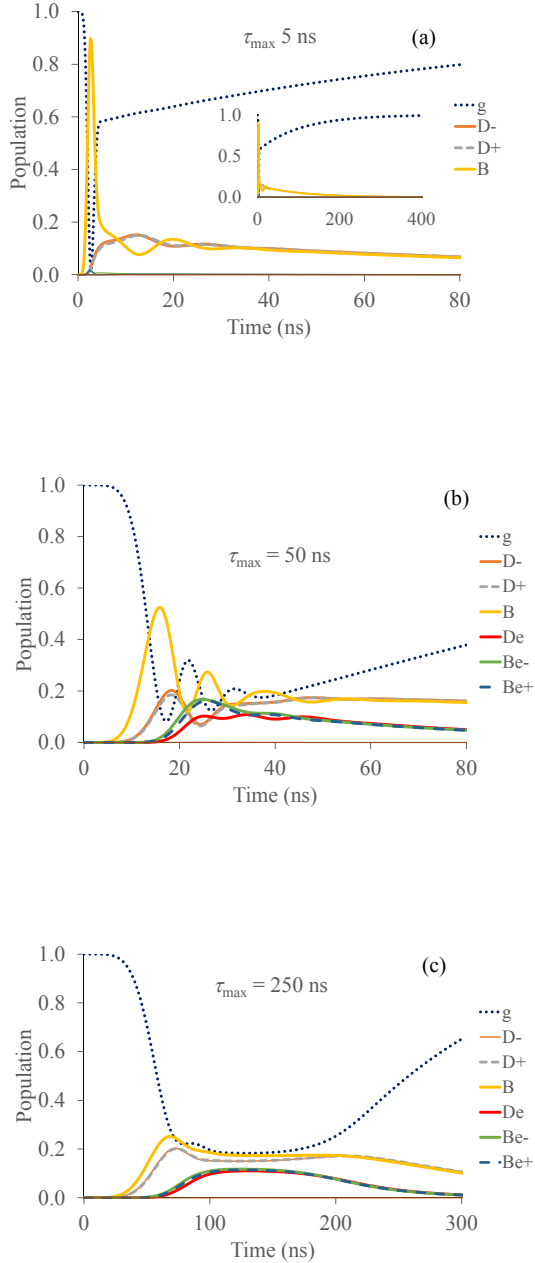 (a)
τmax 5 ns
1.0
0.8
0.6
0.4
0.2
0.0
Population
1.0
0.5
0.0
0 200 400
g
D-
D+
B
0 20 40 60 80
Time (ns)
(b)
τmax = 50 ns
1.0
0.8
0.6
0.4
0.2
0.0
Population
g
D-
D+
B
De
Be-
Be+
0 20 40 60 80
Time (ns)
(c)
τmax = 250 ns
1.0
0.8
0.6
0.4
0.2
0.0
Population
g
D-
D+
B
De
Be-
Be+
0 100 200 300
Time (ns)